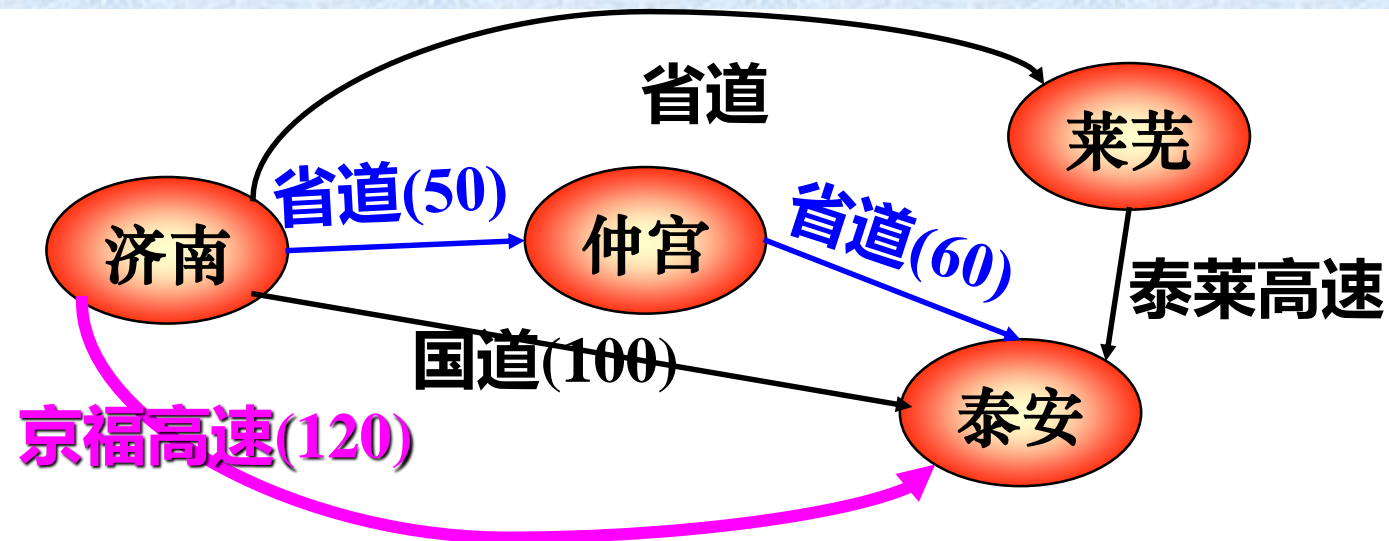 省道
莱芜
省道(50)
济南
仲宫
省道(60)
泰莱高速
国道(100)
泰安
京福高速(120)